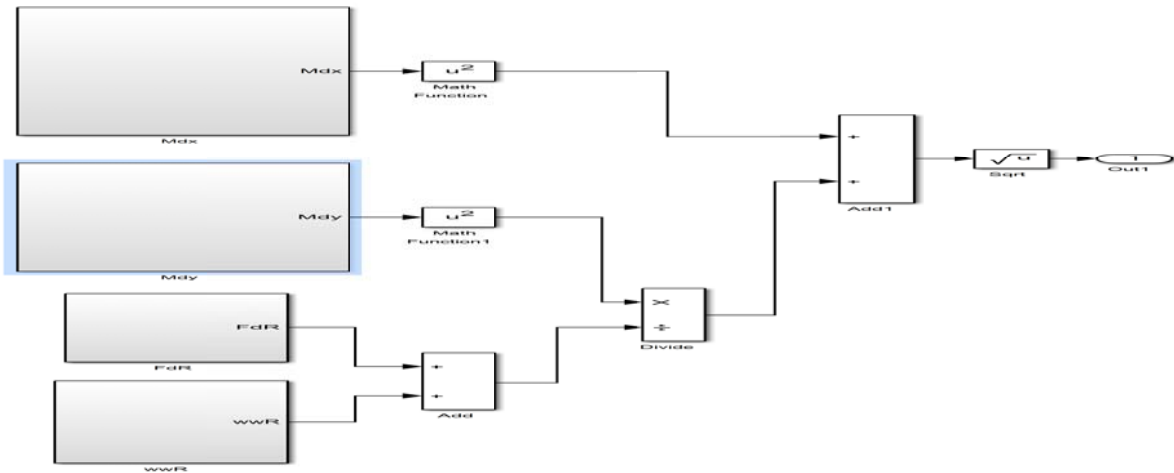 Mdx
Mdx
u²
Math
Function
Mdy
Mdy
u²
Math
Function1
FdR
FdR
wwR
wwR
+
+
Add
×
÷
Divide
+
+
Add1
√u
Sqrt
1
Out1